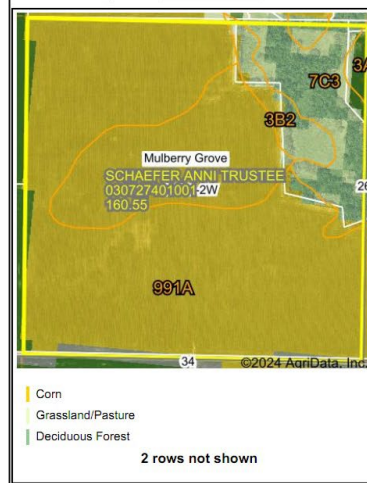 3A
7C3
3B2
Mulberry Grove
SCHAEFER ANNI TRUSTEE
030727401001-2W
160.55
26
991A
34
©2024 AgriData, Inc.
Corn
Grassland/Pasture
Deciduous Forest
2 rows not shown